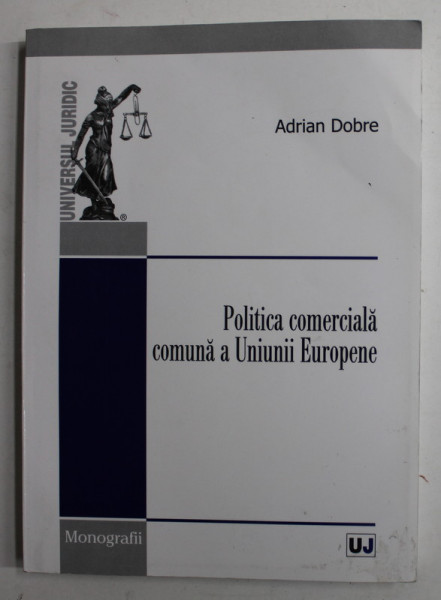 UNIVERSUL JURIDIC
®
Adrian Dobre
Politica comercială
comună a Uniunii Europene
Monografii
UJ